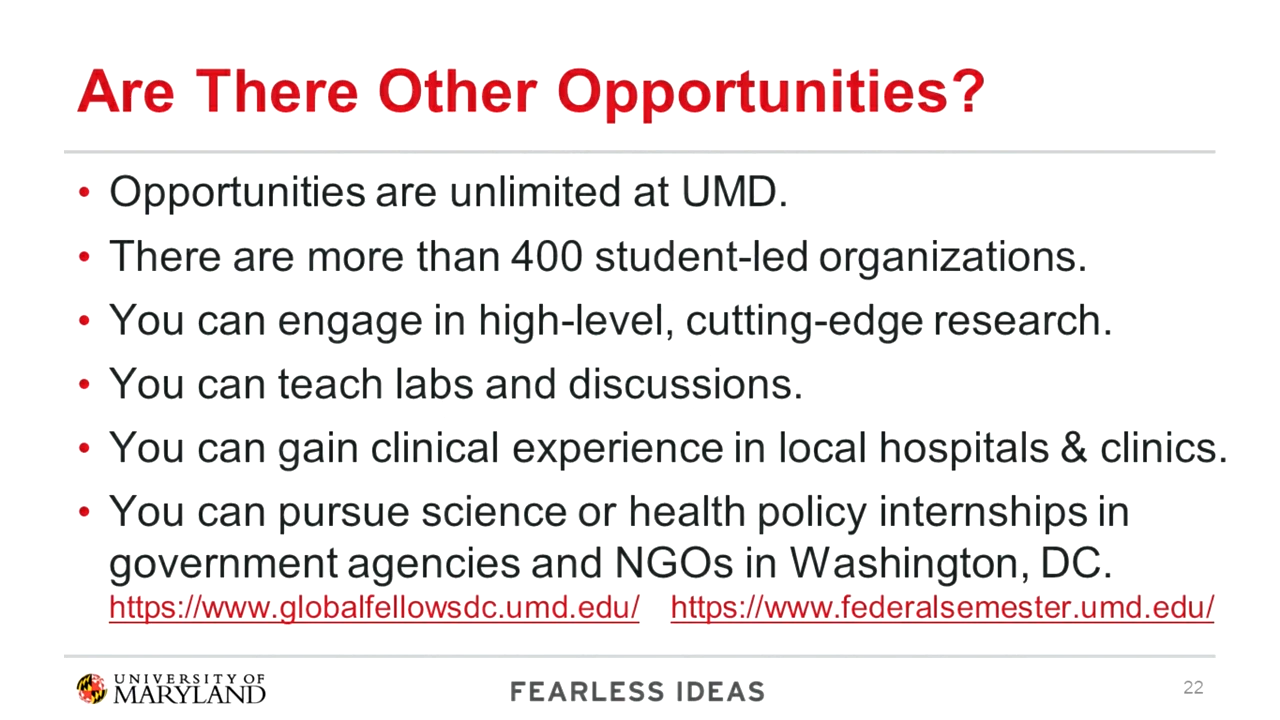 Are There Other Opportunities?
• Opportunities are unlimited at UMD.
• There are more than 400 student-led organizations.
• You can engage in high-level, cutting-edge research.
• You can teach labs and discussions.
• You can gain clinical experience in local hospitals & clinics.
• You can pursue science or health policy internships in
government agencies and NGOs in Washington, DC.
https://www.globalfellowsdc.umd.edu/ https://www.federalsemester.umd.edu/
UNIVERSITY OF
MARYLAND
FEARLESS IDEAS
22